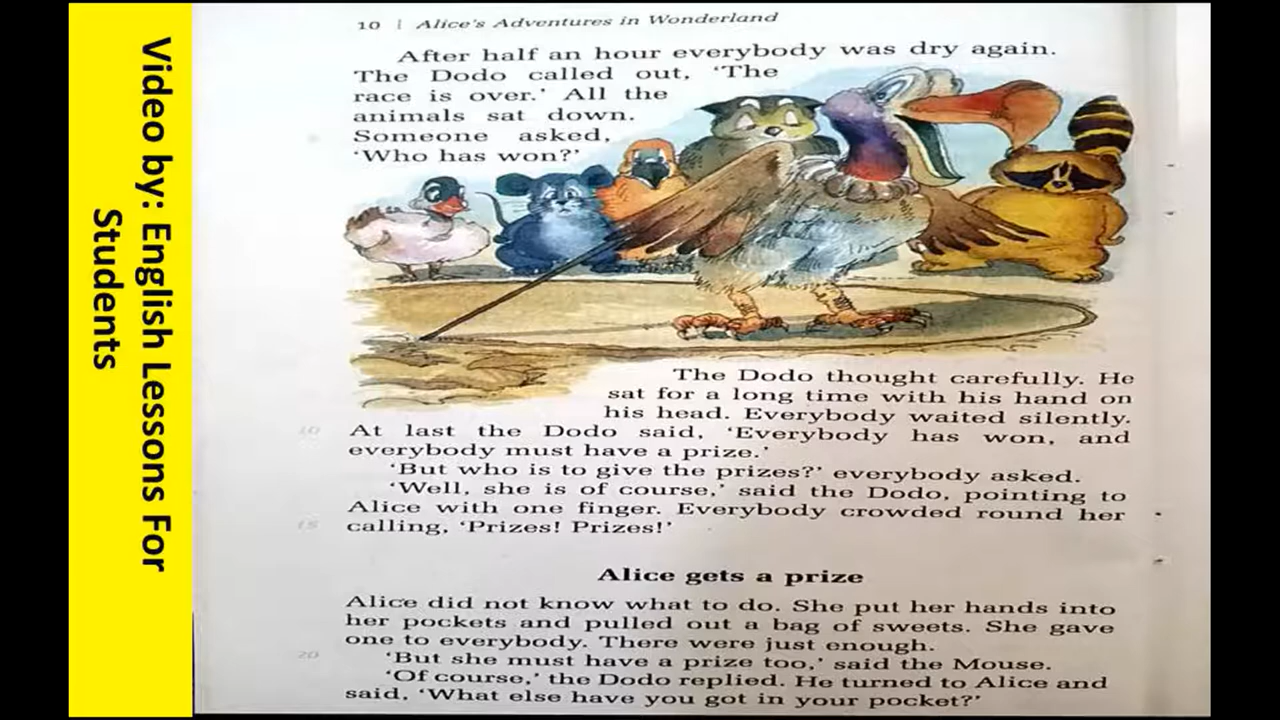 Video by: English Lessons For
Students
10 | Alice's Adventures in Wonderland
After half an hour everybody was dry again.
The Dodo called out, 'The
race is over.' All the
animals sat down.
Someone asked,
'Who has won?'
The Dodo thought carefully. He
sat for a long time with his hand on
his head. Everybody waited silently.
10 At last the Dodo said, 'Everybody has won, and
everybody must have a prize.'
'But who is to give the prizes?' everybody asked.
'Well, she is of course,' said the Dodo, pointing to
Alice with one finger. Everybody crowded round her
15 calling, 'Prizes! Prizes!'
Alice gets a prize
Alice did not know what to do. She put her hands into
her pockets and pulled out a bag of sweets. She gave
one to everybody. There were just enough.
20 'But she must have a prize too,' said the Mouse.
'Of course,' the Dodo replied. He turned to Alice and
said, 'What else have you got in your pocket?'